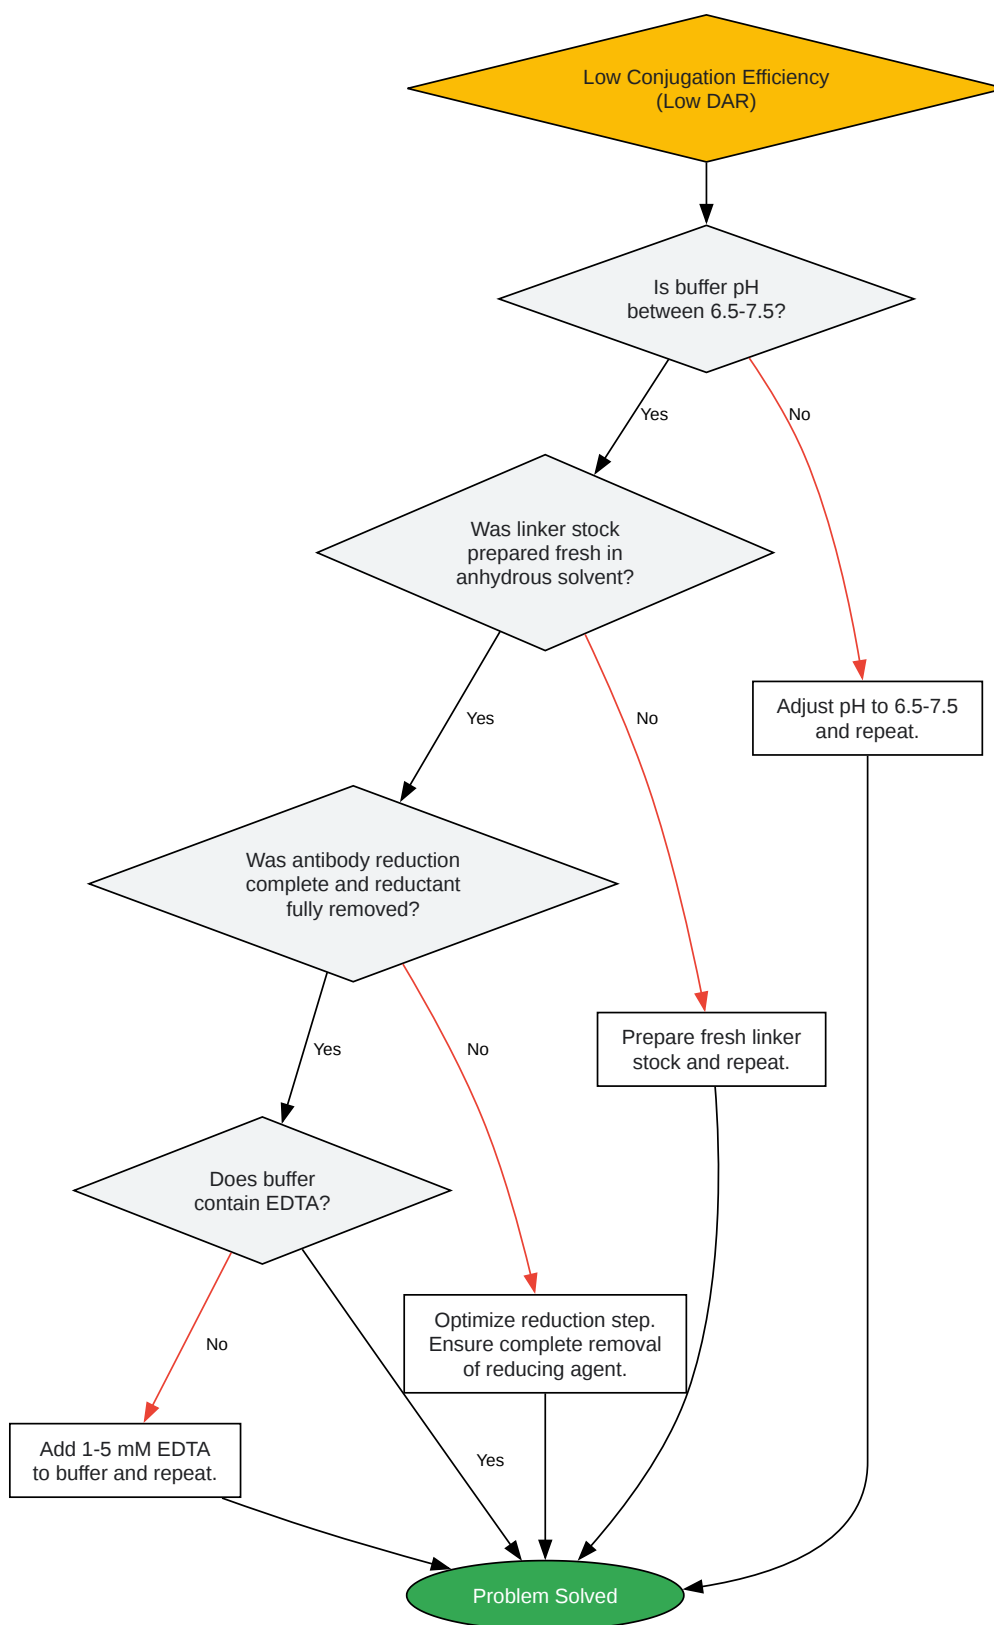 Low Conjugation Efficiency
(Low DAR)
Is buffer pH
between 6.5-7.5?
Yes
No
Was linker stock
prepared fresh in
anhydrous solvent?
Yes
No
Adjust pH to 6.5-7.5
and repeat.
Was antibody reduction
complete and reductant
fully removed?
Yes
No
Prepare fresh linker
stock and repeat.
Does buffer
contain EDTA?
No
Yes
Optimize reduction step.
Ensure complete removal
of reducing agent.
Add 1-5 mM EDTA
to buffer and repeat.
Problem Solved